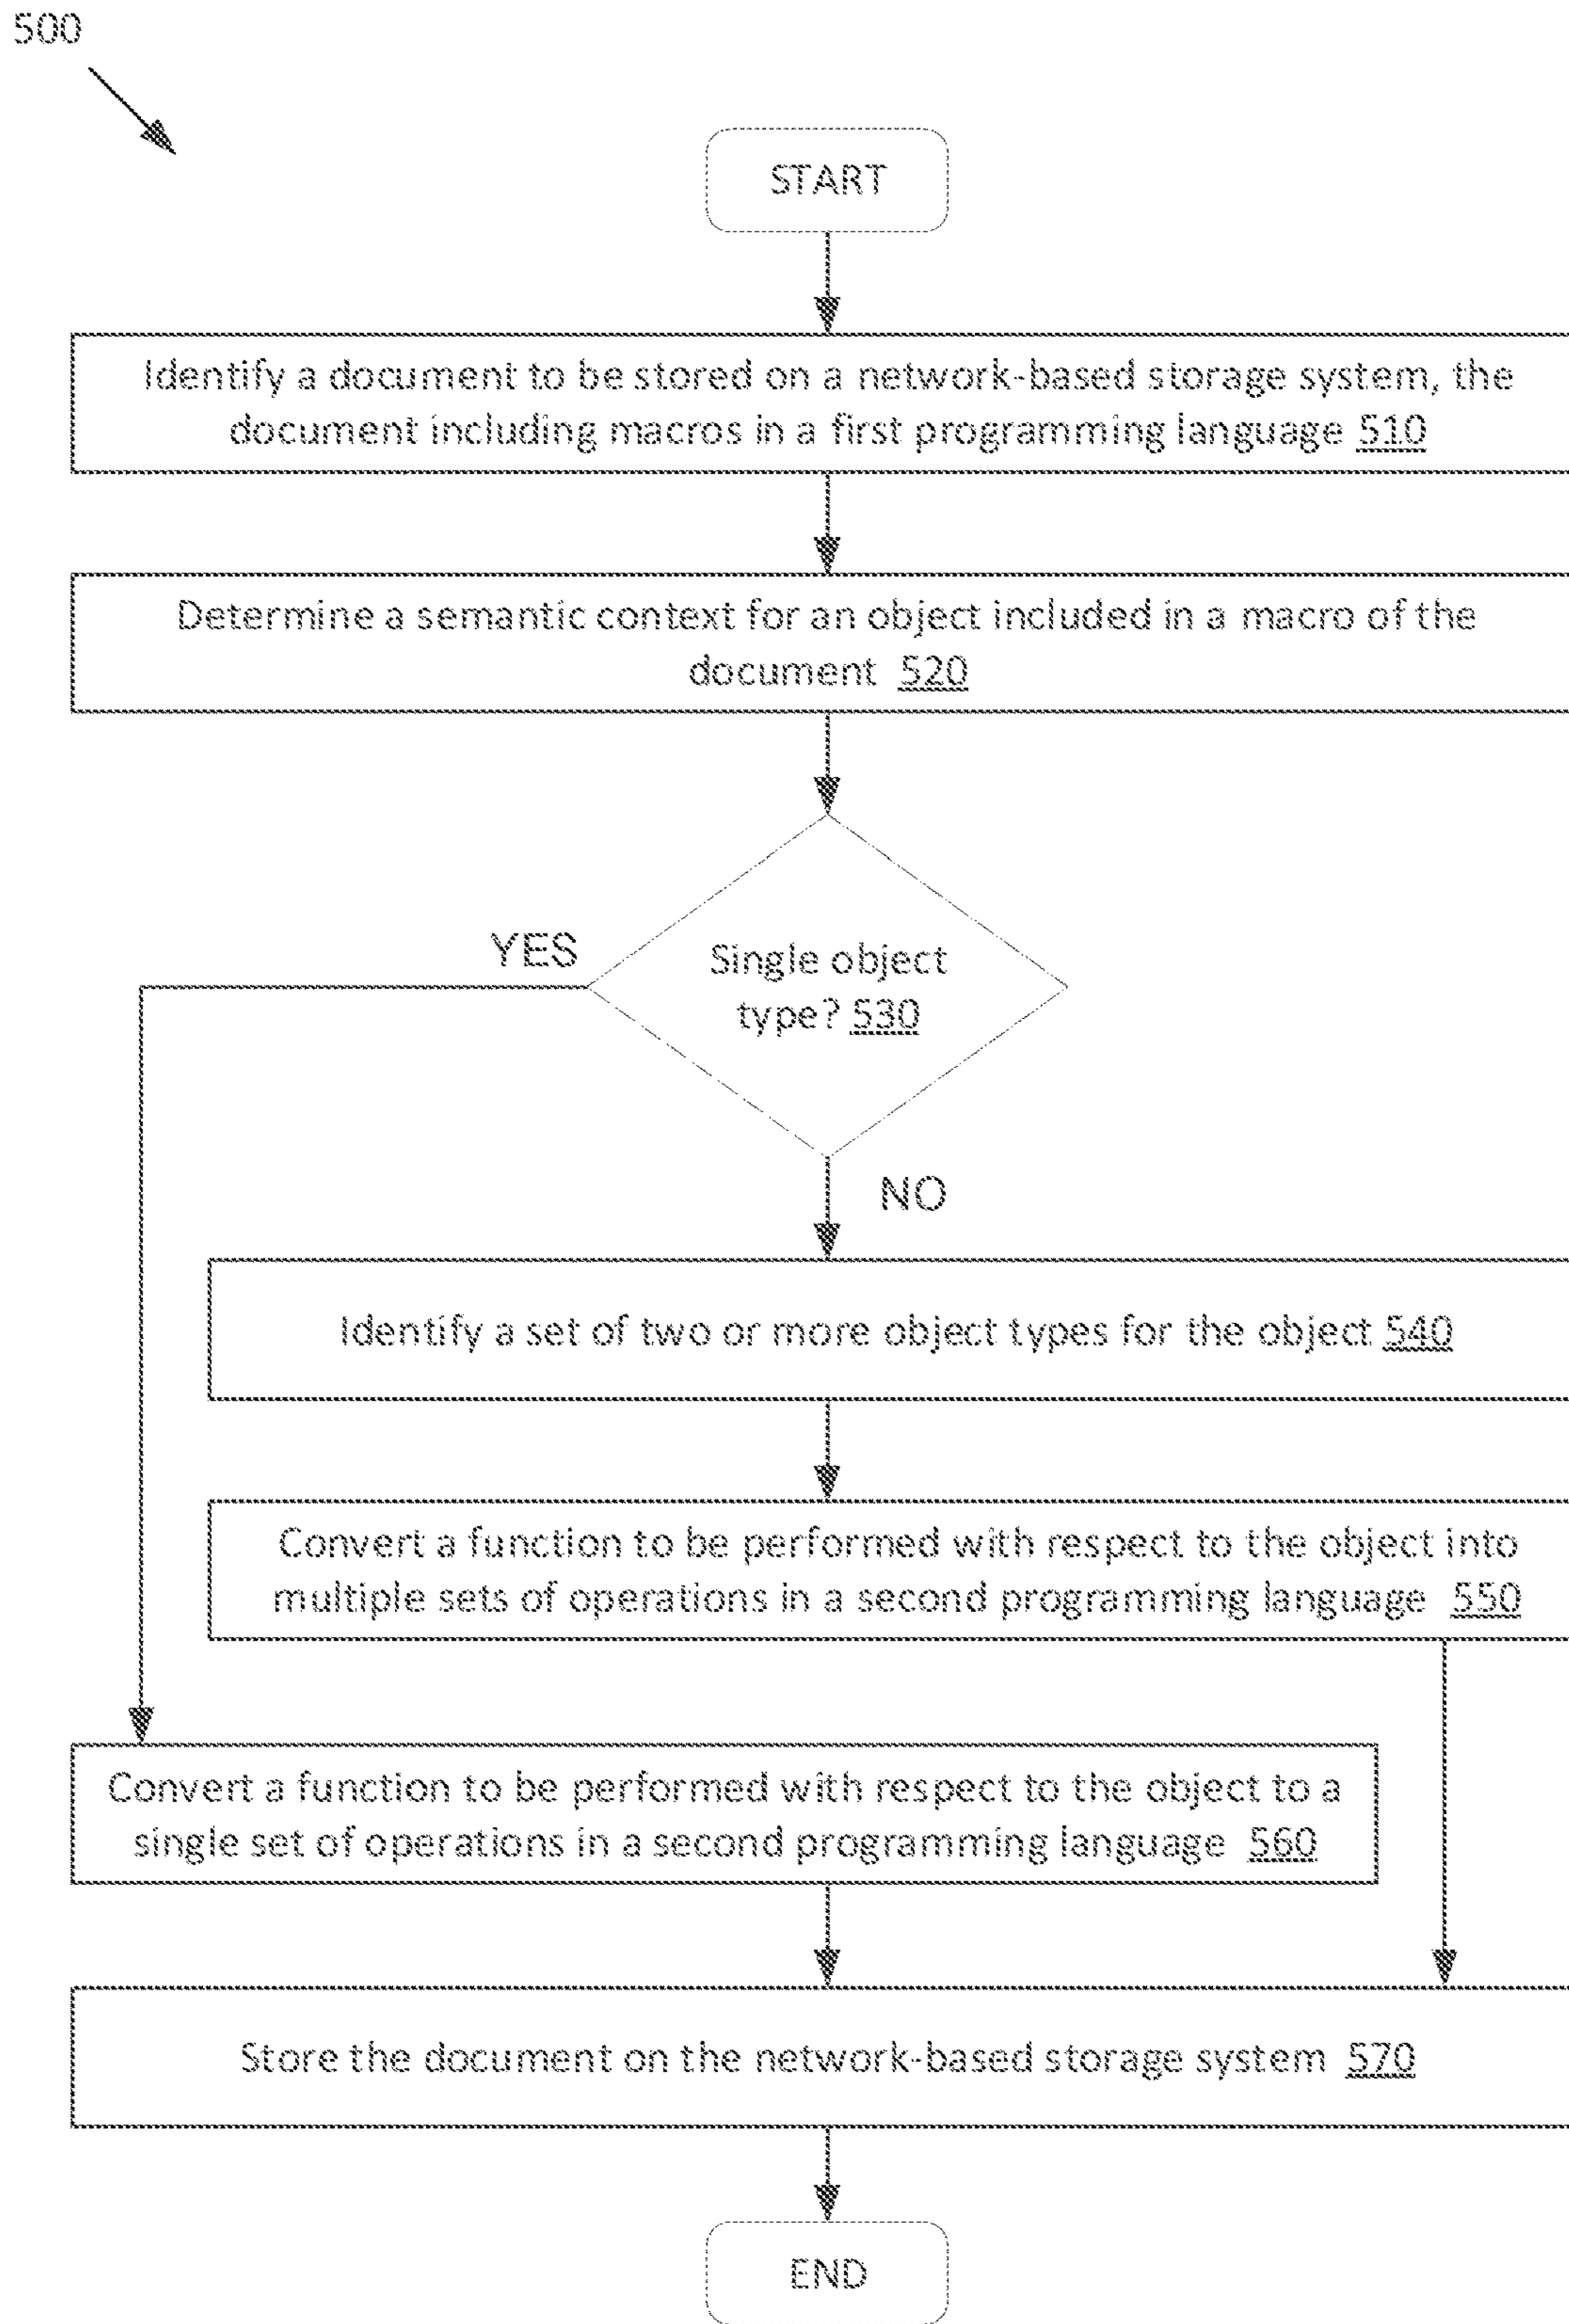 500
START
Identify a document to be stored on a network-based storage system, the
document including macros in a first programming language 510
Determine a semantic context for an object included in a macro of the
document 520
YES
Single object
type? 530
NO
Identify a set of two or more object types for the object 540
Convert a function to be performed with respect to the object into
multiple sets of operations in a second programming language 550
Convert a function to be performed with respect to the object to a
single set of operations in a second programming language 560
Store the document on the network-based storage system 570
END